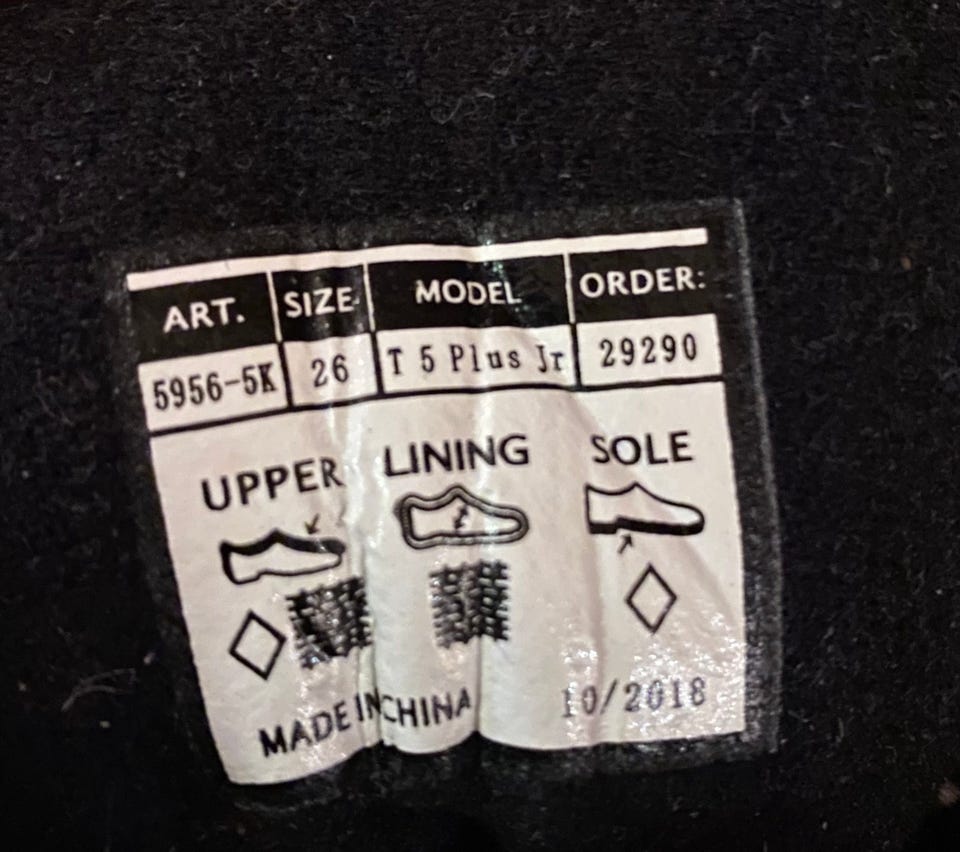 ART. SIZE MODEL ORDER:
5956-5K 26 T 5 Plus Jr 29290
UPPER LINING SOLE
MADE IN CHINA 10/2018